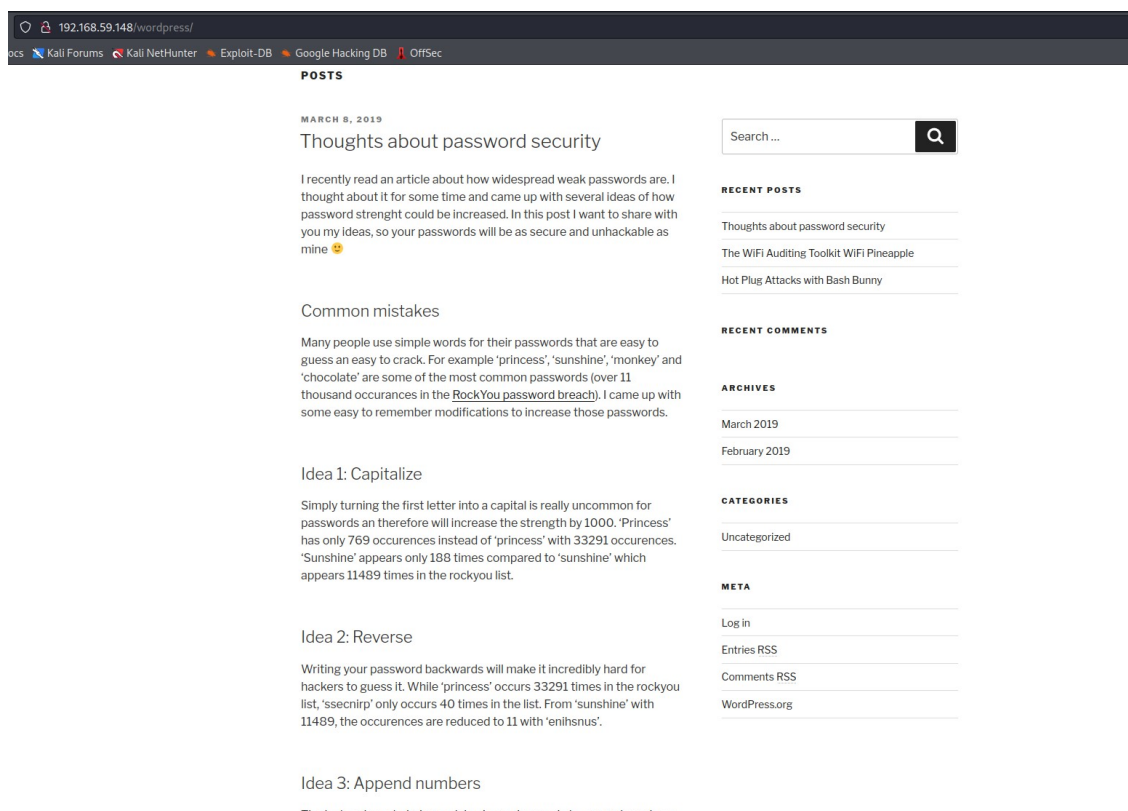 192.168.59.148/wordpress/
ocs Kali Forums Kali NetHunter Exploit-DB Google Hacking DB OffSec
POSTS
MARCH 8, 2019
Thoughts about password security
I recently read an article about how widespread weak passwords are. I
thought about it for some time and came up with several ideas of how
password strenght could be increased. In this post I want to share with
you my ideas, so your passwords will be as secure and unhackable as
mine 🙂
Common mistakes
Many people use simple words for their passwords that are easy to
guess an easy to crack. For example ‘princess’, ‘sunshine’, ‘monkey’ and
‘chocolate’ are some of the most common passwords (over 11
thousand occurances in the RockYou password breach). I came up with
some easy to remember modifications to increase those passwords.
Idea 1: Capitalize
Simply turning the first letter into a capital is really uncommon for
passwords an therefore will increase the strength by 1000. ‘Princess’
has only 769 occurences instead of ‘princess’ with 33291 occurences.
‘Sunshine’ appears only 188 times compared to ‘sunshine’ which
appears 11489 times in the rockyou list.
Idea 2: Reverse
Writing your password backwards will make it incredibly hard for
hackers to guess it. While ‘princess’ occurs 33291 times in the rockyou
list, ‘ssecnirp’ only occurs 40 times in the list. From ‘sunshine’ with
11489, the occurences are reduced to 11 with ‘enihsnus’.
Idea 3: Append numbers
Search ...
RECENT POSTS
Thoughts about password security
The WiFi Auditing Toolkit WiFi Pineapple
Hot Plug Attacks with Bash Bunny
RECENT COMMENTS
ARCHIVES
March 2019
February 2019
CATEGORIES
Uncategorized
META
Log in
Entries RSS
Comments RSS
WordPress.org